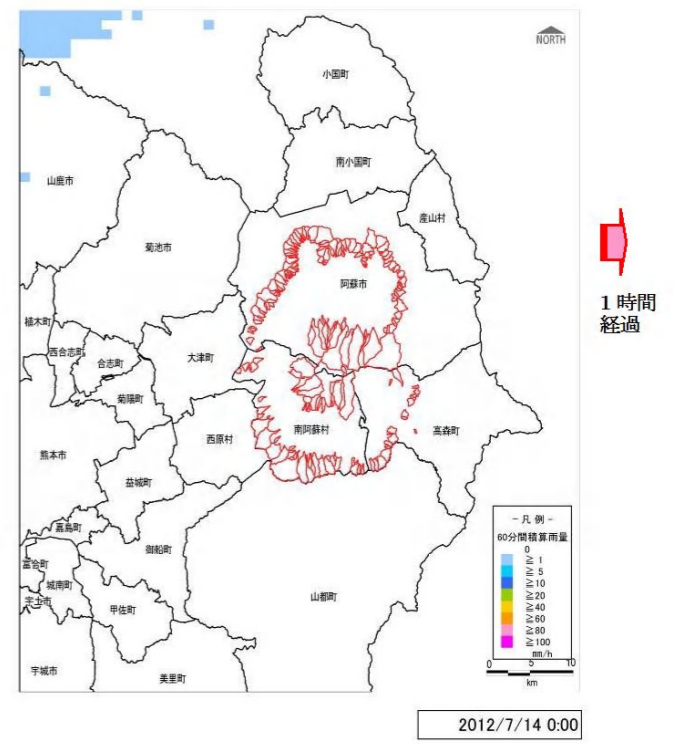 NORTH
小国町
南小国町
山鹿市
産山村
菊池市
阿蘇市
1時間
経過
植木町
西合志町
合志町
大津町
菊陽町
南阿蘇村
高森町
西原村
熊本市
益城町
嘉島町
御船町
富合町
城南町
宇土市
甲佐町
山都町
宇城市
美里町
-凡 例-
60分間積算雨量
0
≧ 1
≧ 5
≧10
≧20
≧40
≧60
≧80
≧100
mm/h
0 5 10
km
2012/7/14 0:00